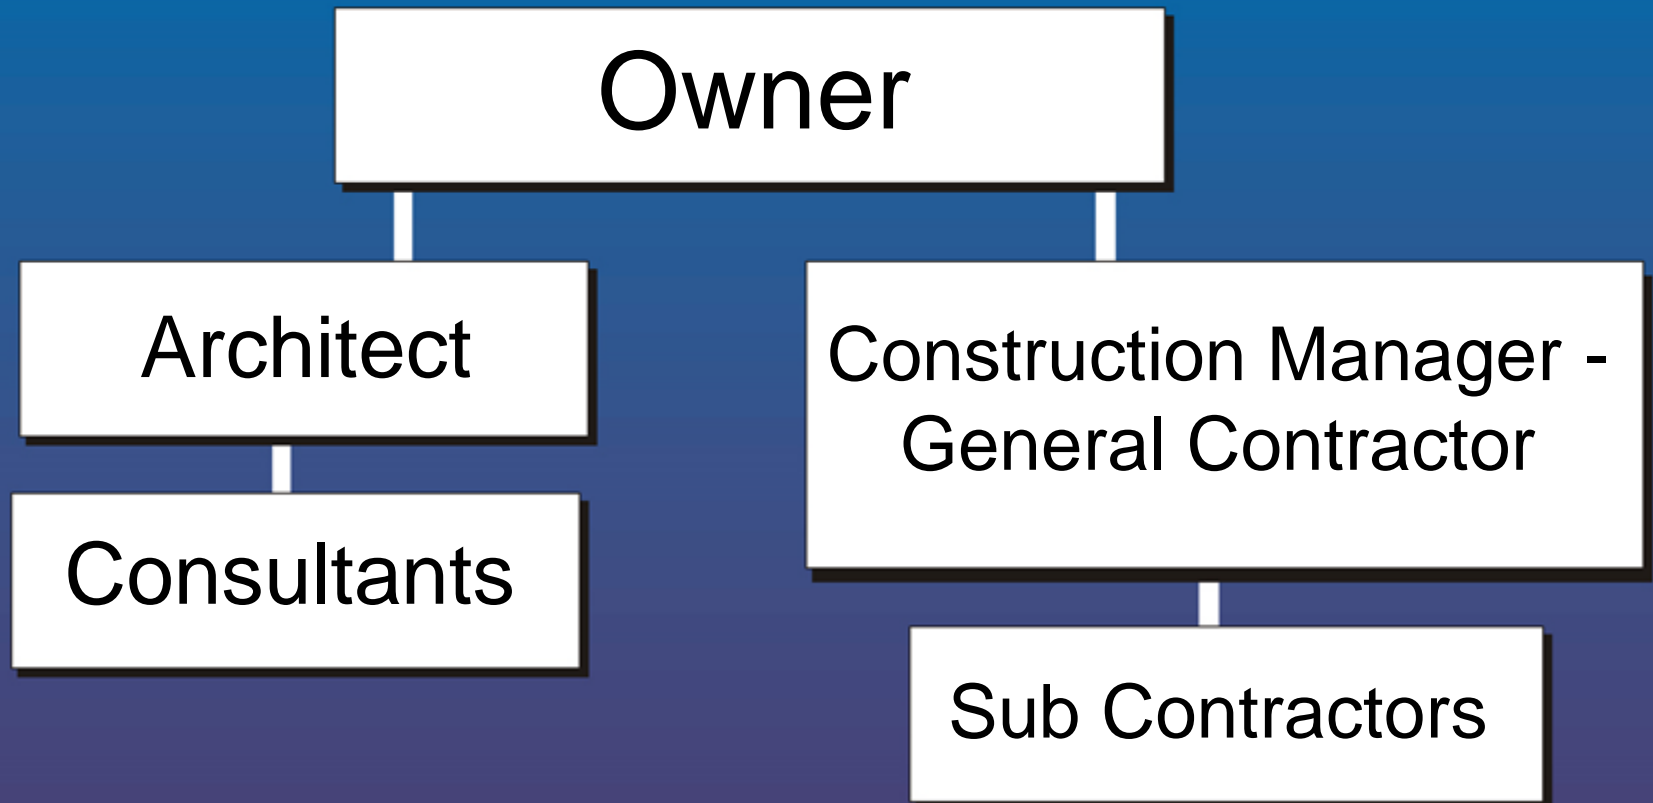 Owner
Architect
Construction Manager -
General Contractor
Consultants
Sub Contractors